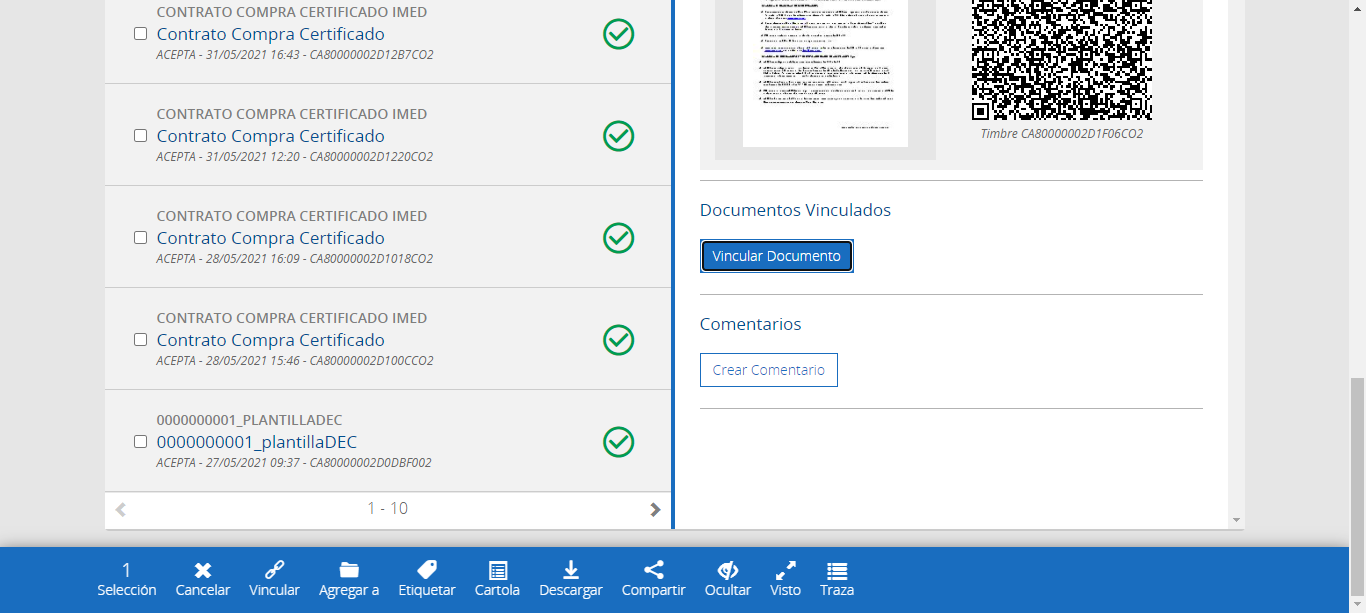 CONTRATO COMPRA CERTIFICADO IMED
Contrato Compra Certificado
ACEPTA - 31/05/2021 16:43 - CA80000002D12B7CO2
CONTRATO COMPRA CERTIFICADO IMED
Contrato Compra Certificado
ACEPTA - 31/05/2021 12:20 - CA80000002D1220CO2
CONTRATO COMPRA CERTIFICADO IMED
Contrato Compra Certificado
ACEPTA - 28/05/2021 16:09 - CA80000002D1018CO2
CONTRATO COMPRA CERTIFICADO IMED
Contrato Compra Certificado
ACEPTA - 28/05/2021 15:46 - CA80000002D100CCO2
0000000001_PLANTILLADEC
0000000001_plantillaDEC
ACEPTA - 27/05/2021 09:37 - CA80000002D0DBF002
1 - 10
Timbre CA80000002D1F06CO2
Documentos Vinculados
Vincular Documento
Comentarios
Crear Comentario
1
Selección
Cancelar
Vincular
Agregar a
Etiquetar
Cartola
Descargar
Compartir
Ocultar
Visto
Traza